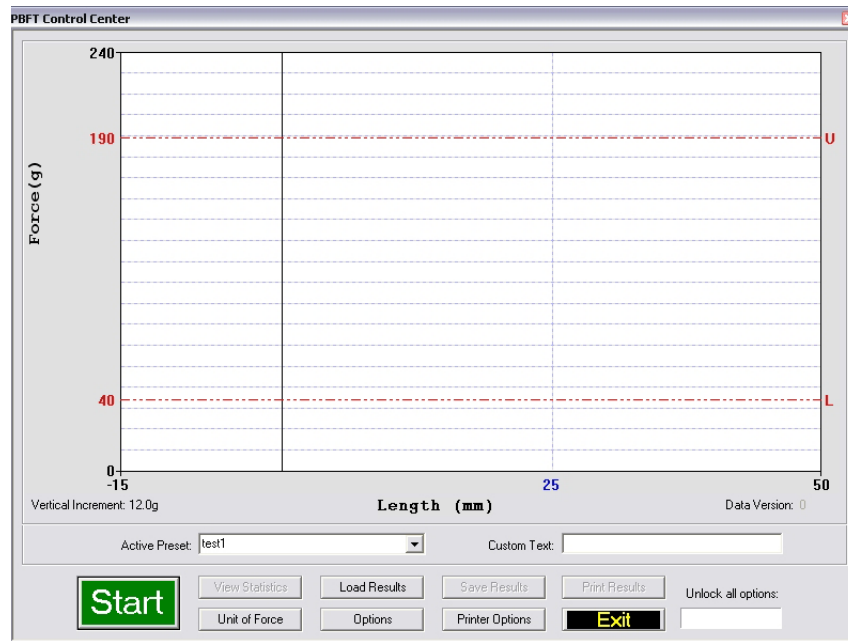 PBFT Control Center
240
190 U
Force(g)
40 L
0
-15 25 50
Vertical Increment: 12.0g Length (mm) Data Version: 0
Active Preset: test1 Custom Text:
Start View Statistics Load Results Save Results Print Results Unlock all options:
Unit of Force Options Printer Options Exit